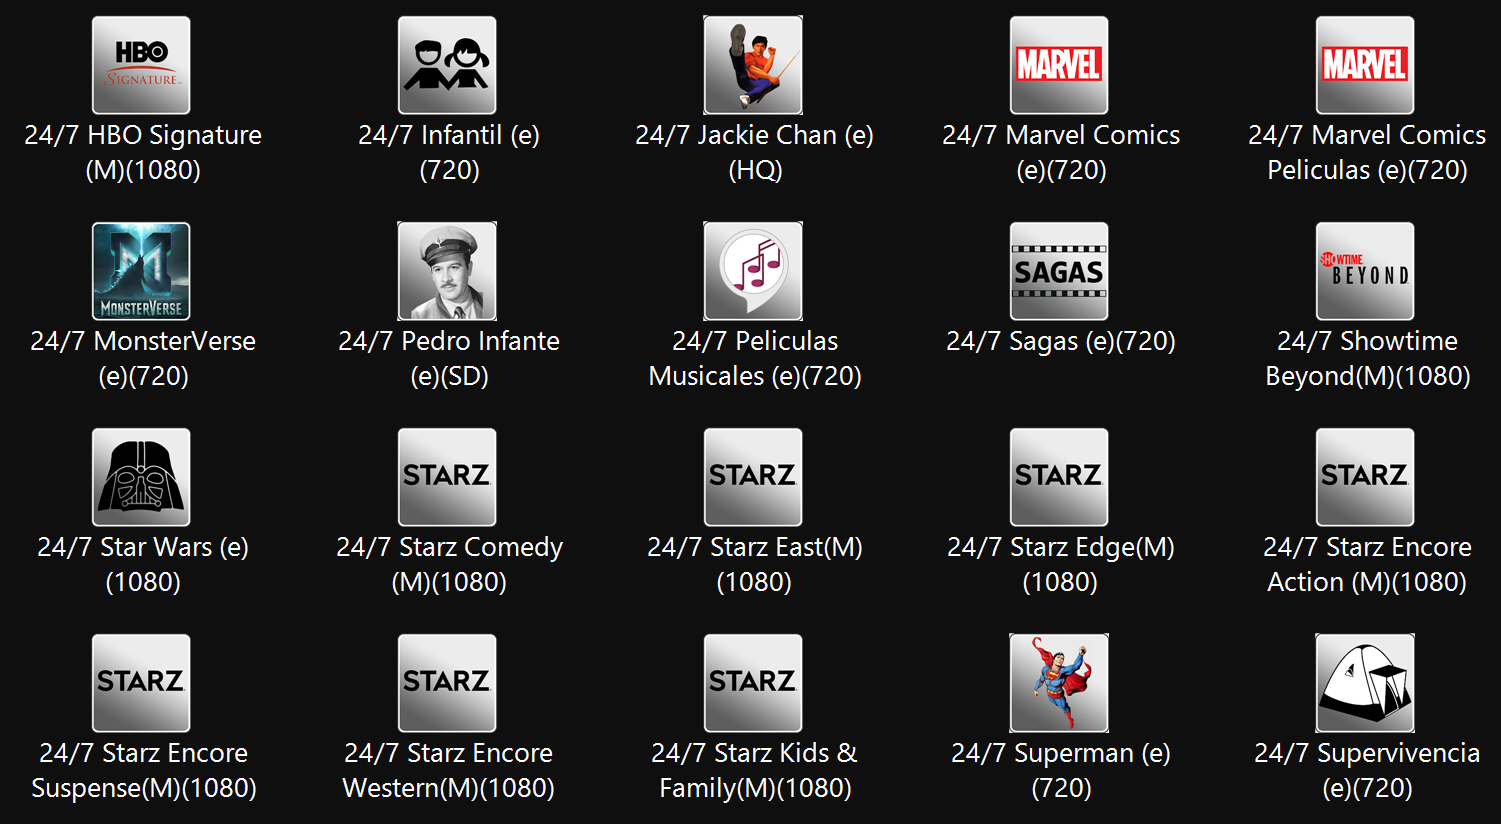 HBO
SIGNATURE
24/7 HBO Signature
(M)(1080)
24/7 Infantil (e)
(720)
24/7 Jackie Chan (e)
(HQ)
MARVEL
24/7 Marvel Comics
(e)(720)
MARVEL
24/7 Marvel Comics
Peliculas (e)(720)
M
MONSTERVERSE
24/7 MonsterVerse
(e)(720)
24/7 Pedro Infante
(e)(SD)
24/7 Peliculas
Musicales (e)(720)
SAGAS
24/7 Sagas (e)(720)
SHOWTIME
BEYOND
24/7 Showtime
Beyond(M)(1080)
24/7 Star Wars (e)
(1080)
STARZ
24/7 Starz Comedy
(M)(1080)
STARZ
24/7 Starz East(M)
(1080)
STARZ
24/7 Starz Edge(M)
(1080)
STARZ
24/7 Starz Encore
Action (M)(1080)
STARZ
24/7 Starz Encore
Suspense(M)(1080)
STARZ
24/7 Starz Encore
Western(M)(1080)
STARZ
24/7 Starz Kids &
Family(M)(1080)
24/7 Superman (e)
(720)
24/7 Supervivencia
(e)(720)